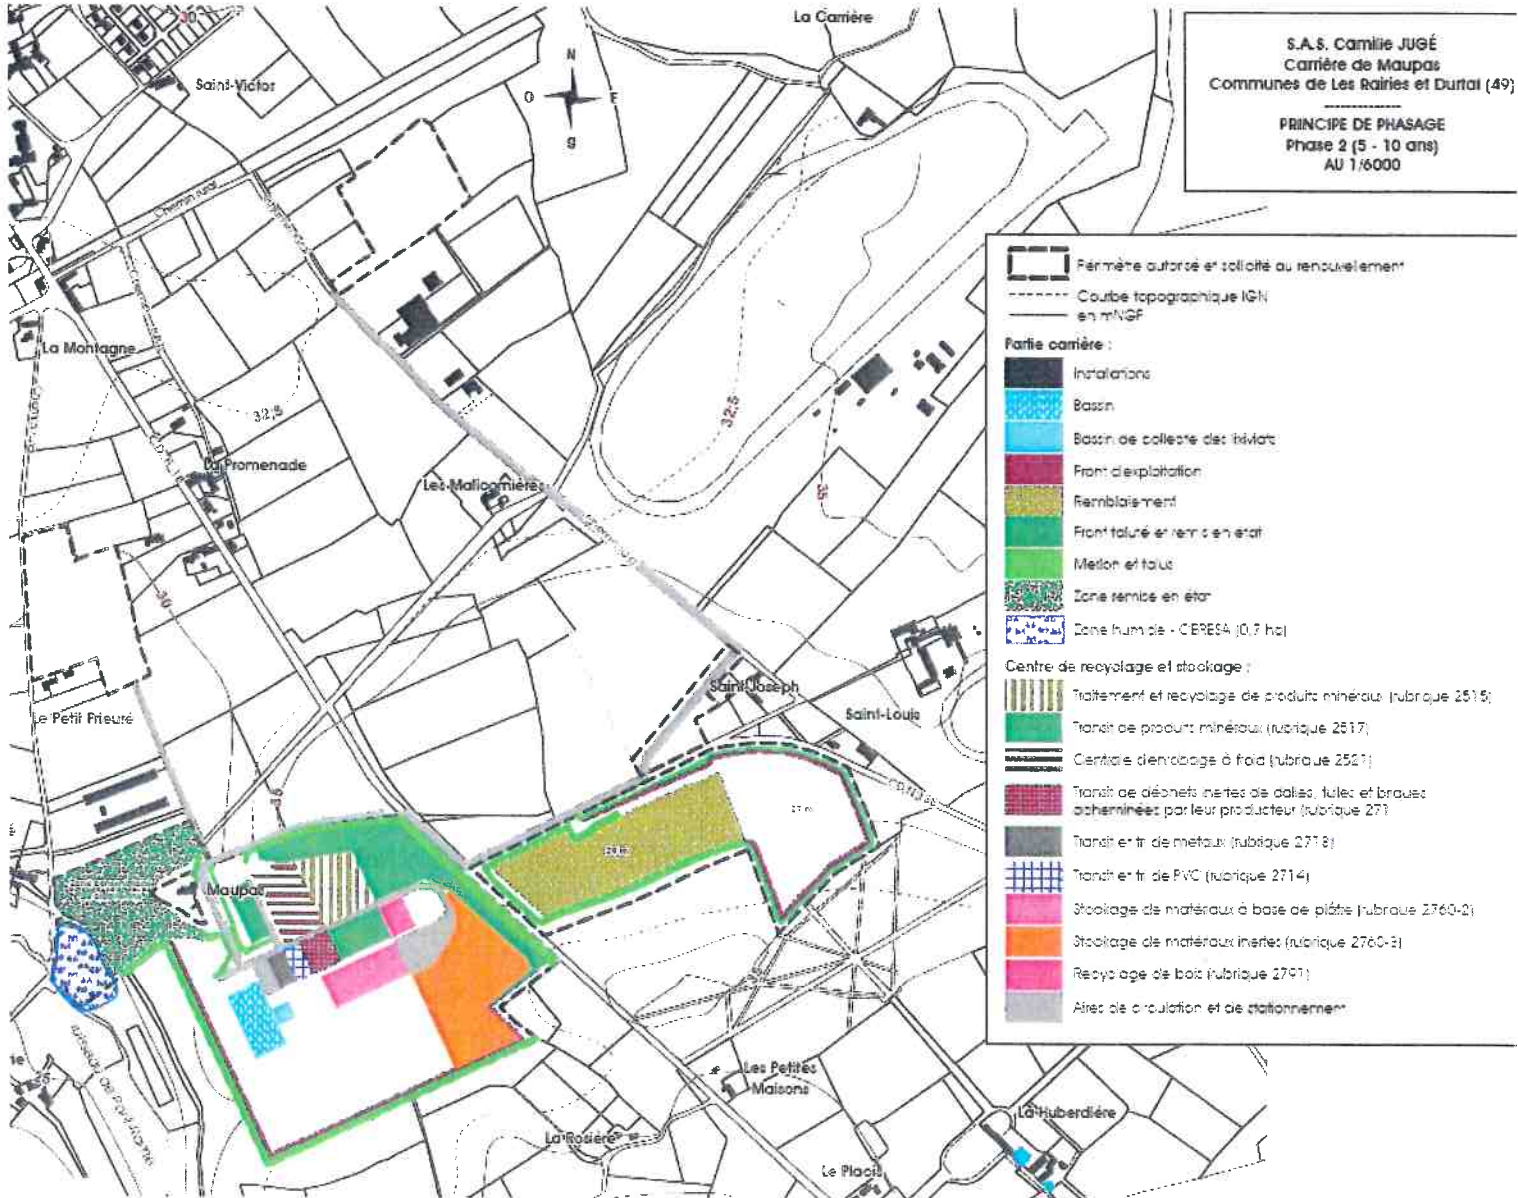 S.A.S. Camille JUGÉ
Carrière de Maupas
Communes de Les Rairies et Durtal (49)
PRINCIPE DE PHASAGE
Phase 2 (5 - 10 ans)
AU 1/6000
Périmètre autorisé et sollicité au renouvellement
Courbe topographique IGN
en mNGF
Partie carrière :
Installations
Bassin
Bassin de collecte des lixiviats
Front d'exploitation
Remblaiement
Front taluté et remis en état
Merlon et talus
Zone remise en état
Zone humide - CERESA (0,7 ha)
Centre de recyclage et stockage :
Traitement et recyclage de produits minéraux (rubrique 2515)
Transit de produits minéraux (rubrique 2517)
Centrale d'enrobage à froid (rubrique 2521)
Transit de déchets inertes de dalles, tuiles et briques
acheminées par leur producteur (rubrique 271
Transit et tri de métaux (rubrique 2713)
Transit et tri de PVC (rubrique 2714)
Stockage de matériaux à base de plâtre (rubrique 2760-2)
Stockage de matériaux inertes (rubrique 2760-3)
Recyclage de bois (rubrique 2791)
Aires de circulation et de stationnement
La Carrière
30
Saint-Victor
N
O
E
S
Chemin rural
La Montagne
32,5
32,5
La Promenade
Les Malicornières
35
30
Saint-Joseph
Saint-Louis
Le Petit Prieuré
35
27 m
Maupas
Les Petites
Maisons
La Rosière
La Huberdière
Le Placis